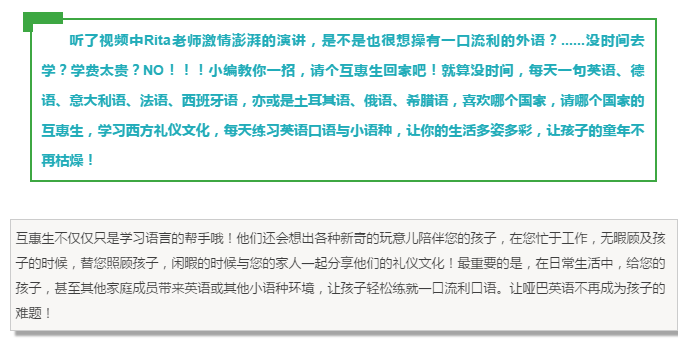 听了视频中Rita老师激情澎湃的演讲，是不是也很想操有一口流利的外语？......没时间去
学？学费太贵？NO！！！小编教你一招，请个互惠生回家吧！就算没时间，每天一句英语、德
语、意大利语、法语、西班牙语，亦或是土耳其语、俄语、希腊语，喜欢哪个国家，请哪个国家的
互惠生，学习西方礼仪文化，每天练习英语口语与小语种，让你的生活多姿多彩，让孩子的童年不
再枯燥！
互惠生不仅仅只是学习语言的帮手哦！他们还会想出各种新奇的玩意儿陪伴您的孩子，在您忙于工作，无暇顾及孩
子的时候，替您照顾孩子，闲暇的时候与您的家人一起分享他们的礼仪文化！最重要的是，在日常生活中，给您的
孩子，甚至其他家庭成员带来英语或其他小语种环境，让孩子轻松练就一口流利口语。让哑巴英语不再成为孩子的
难题！